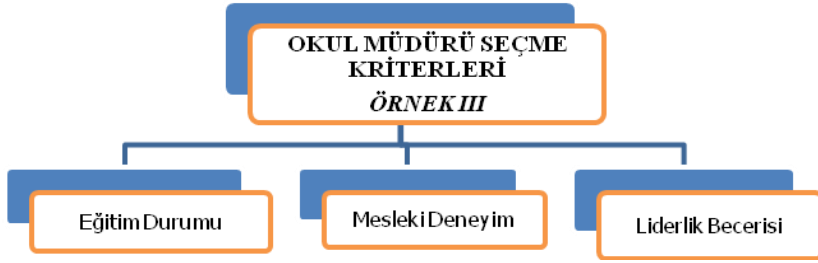 OKUL MÜDÜRÜ SEÇME
KRİTERLERİ
ÖRNEK III
Eğitim Durumu
Mesleki Deneyim
Liderlik Becerisi